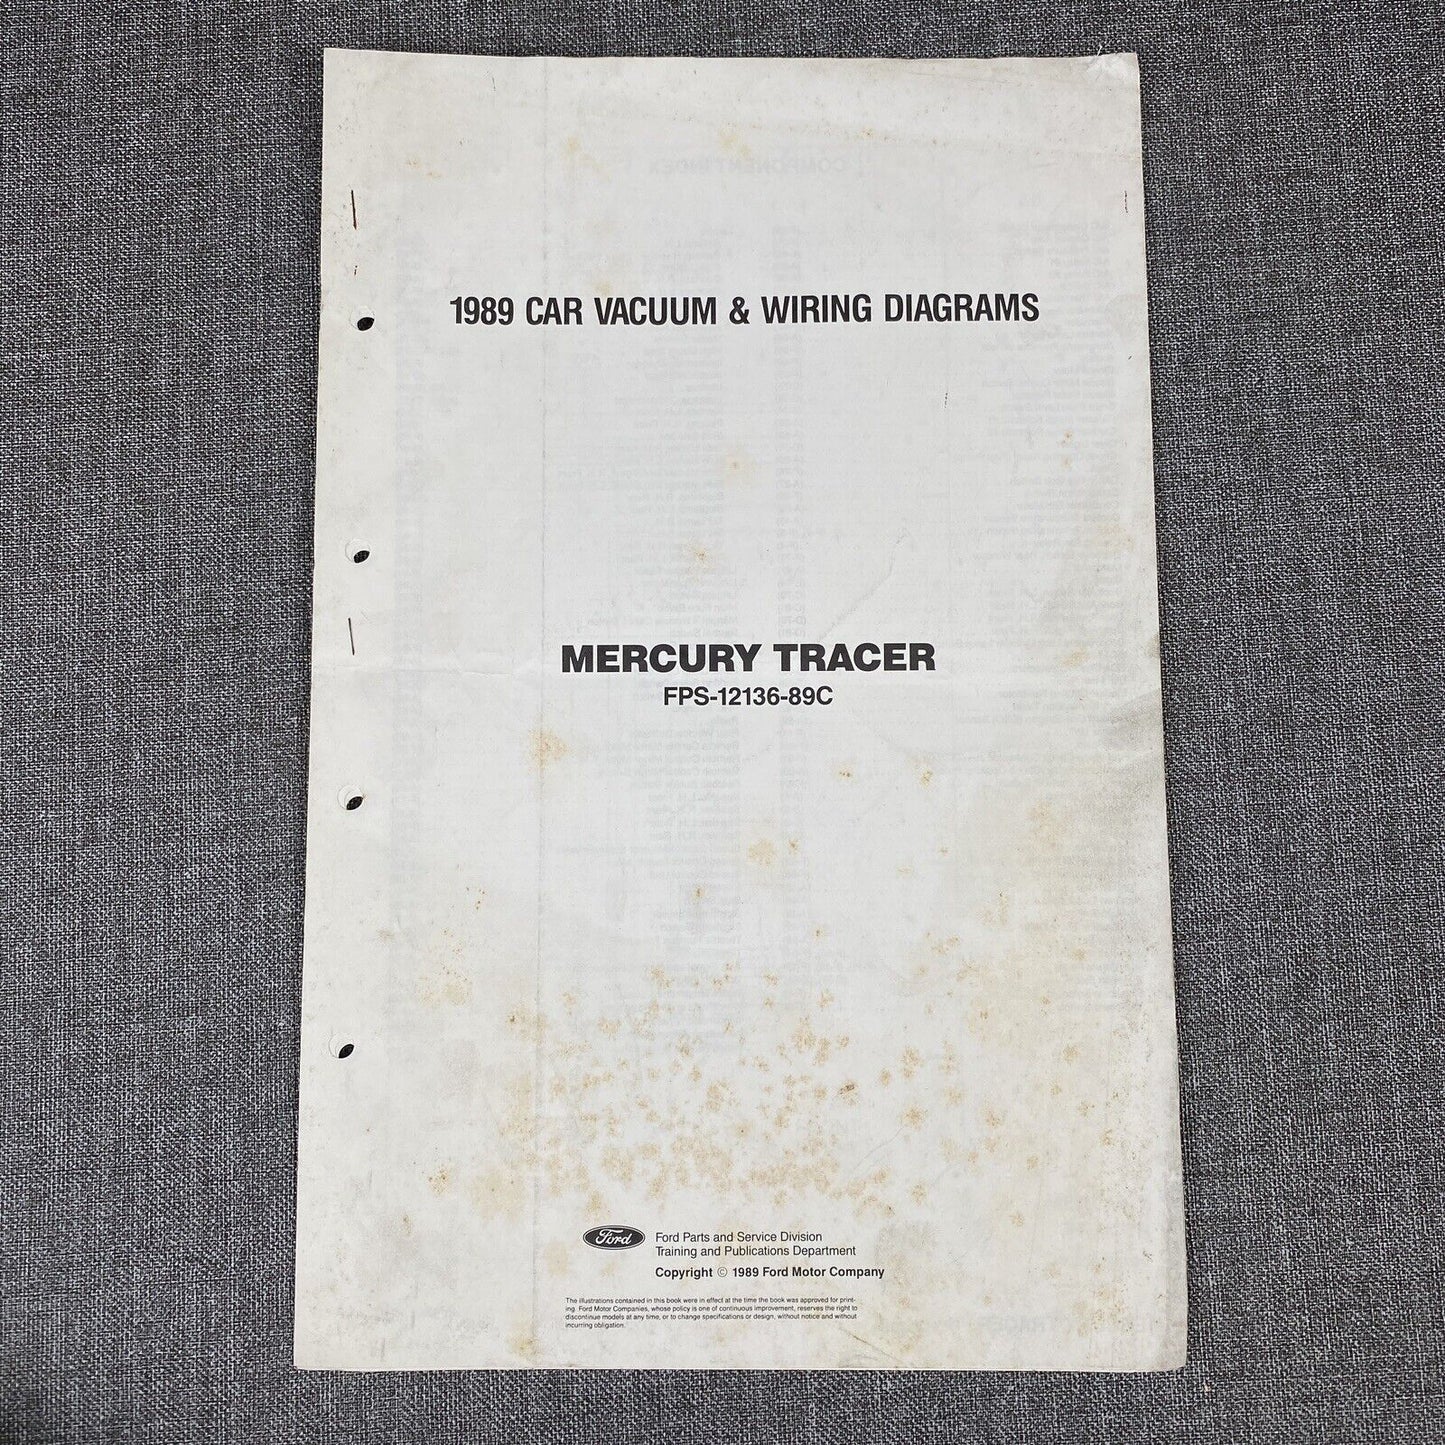 COMPONENT INDEX
1989 CAR VACUUM & WIRING DIAGRAMS
MERCURY TRACER
FPS-12136-89C
Ford
Ford Parts and Service Division
Training and Publications Department
Copyright © 1989 Ford Motor Company
The illustrations contained in this book were in effect at the time the book was approved for print-
ing. Ford Motor Companies, whose policy is one of continuous improvement, reserves the right to
discontinue models at any time, or to change specifications or design, without notice and without
incurring obligation.